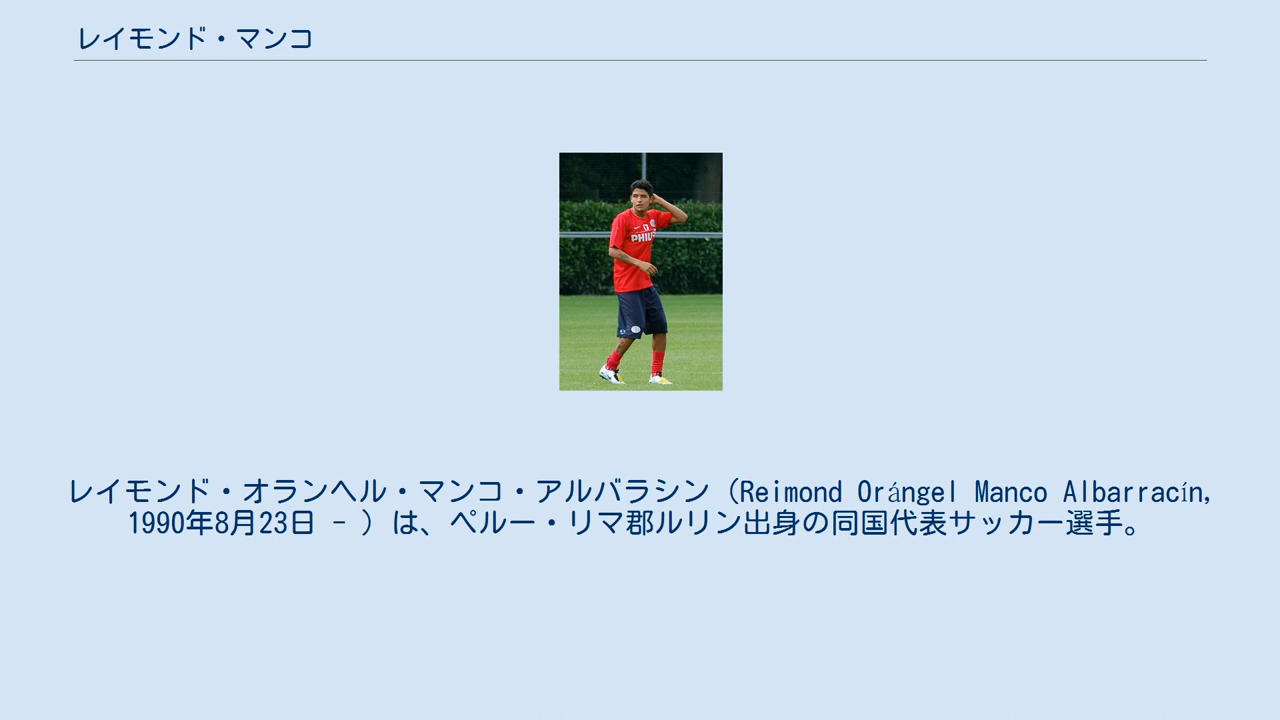 レイモンド・マンコ
PHIL
レイモンド・オランヘル・マンコ・アルバラシン（Reimond Orángel Manco Albarracín,
1990年8月23日 - ）は、ペルー・リマ郡ルリン出身の同国代表サッカー選手。